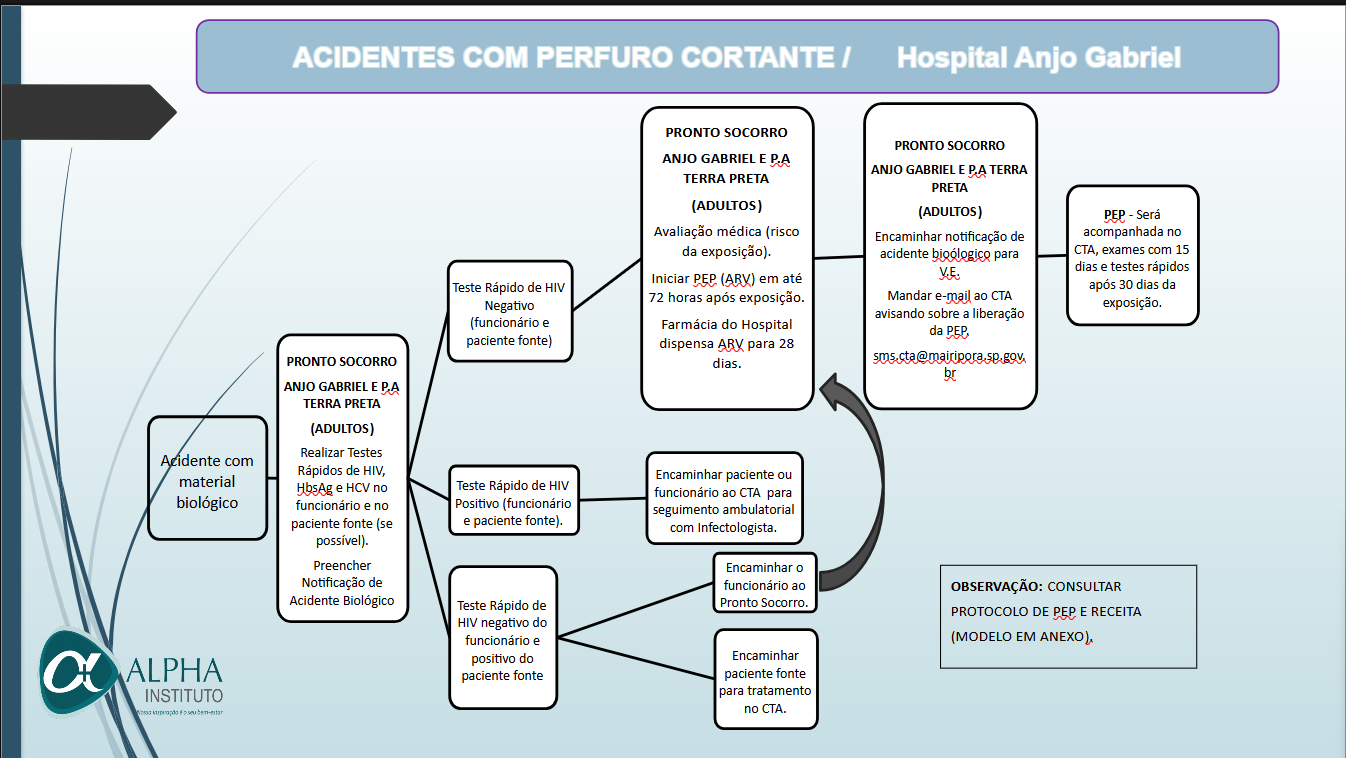 ACIDENTES COM PERFURO CORTANTE / Hospital Anjo Gabriel
Acidente com
material
biológico
PRONTO SOCORRO
ANJO GABRIEL E P.A
TERRA PRETA
(ADULTOS)
Realizar Testes
Rápidos de HIV,
HbsAg e HCV no
funcionário e no
paciente fonte (se
possível).
Preencher
Notificação de
Acidente Biológico
Teste Rápido de HIV
Negativo
(funcionário e
paciente fonte)
PRONTO SOCORRO
ANJO GABRIEL E P.A
TERRA PRETA
(ADULTOS)
Avaliação médica (risco
da exposição).
Iniciar PEP (ARV) em até
72 horas após exposição.
Farmácia do Hospital
dispensa ARV para 28
dias.
PRONTO SOCORRO
ANJO GABRIEL E P.A TERRA
PRETA
(ADULTOS)
Encaminhar notificação de
acidente bioólogico para
V.E.
Mandar e-mail ao CTA
avisando sobre a liberação
da PEP.
sms.cta@mairipora.sp.gov.
br
PEP - Será
acompanhada no
CTA, exames com 15
dias e testes rápidos
após 30 dias da
exposição.
Teste Rápido de HIV
Positivo (funcionário
e paciente fonte).
Encaminhar paciente ou
funcionário ao CTA para
seguimento ambulatorial
com Infectologista.
Teste Rápido de
HIV negativo do
funcionário e
positivo do
paciente fonte
Encaminhar o
funcionário ao
Pronto Socorro.
Encaminhar
paciente fonte
para tratamento
no CTA.
OBSERVAÇÃO: CONSULTAR
PROTOCOLO DE PEP E RECEITA
(MODELO EM ANEXO).
ALPHA
INSTITUTO
Nossa inspiração é o seu bem-estar